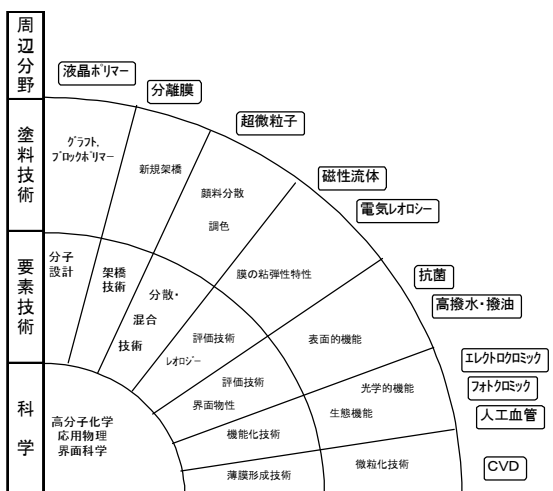 周辺分野
液晶ポリマー
分離膜
超微粒子
磁性流体
電気レオロシー
抗菌
高撥水・撥油
エレクトロクロミック
フォトクロミック
人工血管
CVD
塗料技術
グラフト,
ブロックポリマー
新規架橋
顔料分散
調色
膜の粘弾性特性
表面的機能
光学的機能
生態機能
微粒化技術
要素技術
分子
設計
架橋
技術
分散・
混合
技術
評価技術
レオロジー
評価技術
界面物性
機能化技術
薄膜形成技術
科学
高分子化学
応用物理
界面科学